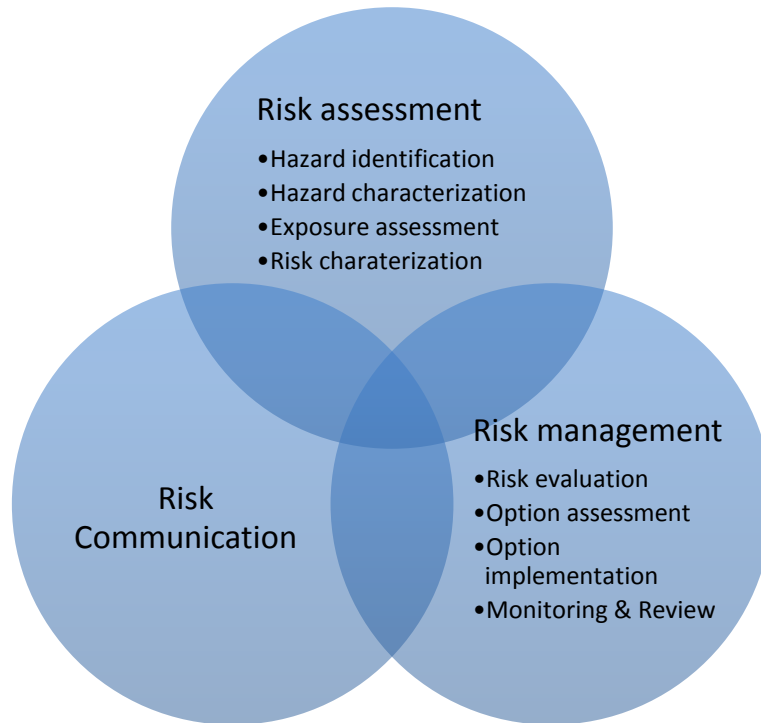 Risk assessment
•Hazard identification
•Hazard characterization
•Exposure assessment
•Risk charaterization
Risk management
•Risk evaluation
•Option assessment
•Option
implementation
•Monitoring & Review
Risk
Communication